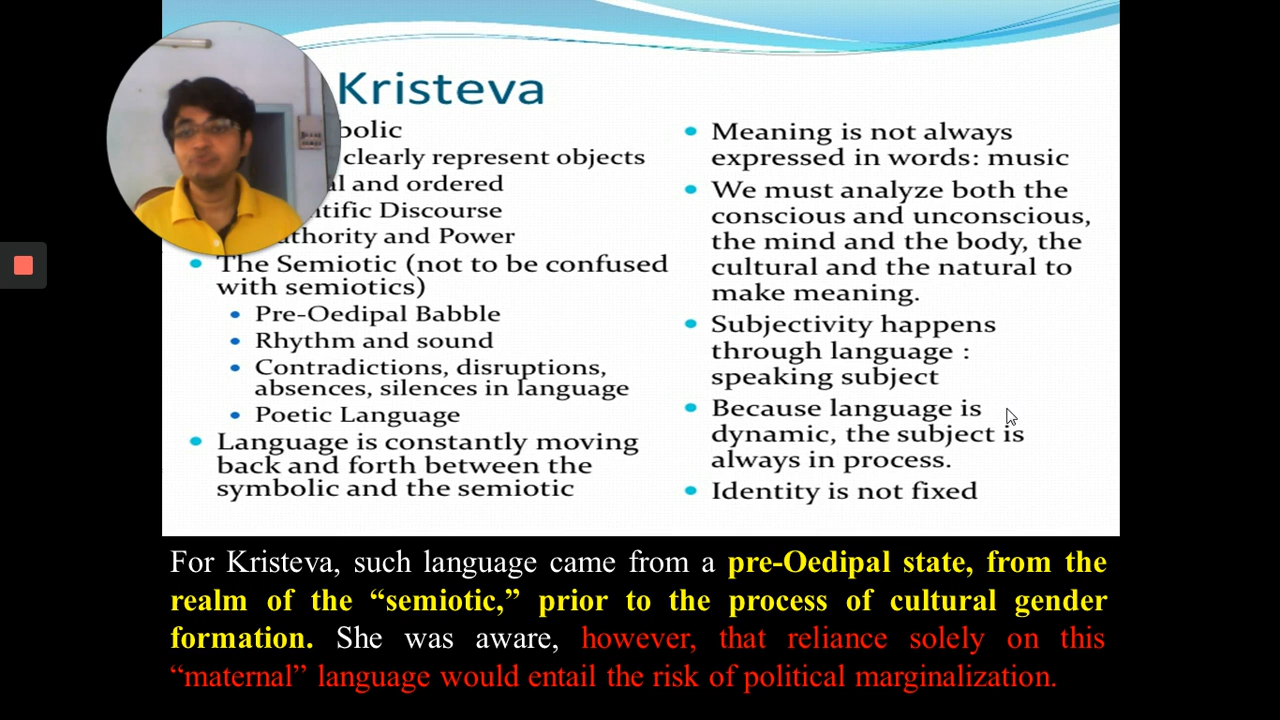 Kristeva
clearly represent objects
and ordered
Discourse
and Power
The Semiotic (not to be confused
with semiotics)
Pre-Oedipal Babble
Rhythm and sound
Contradictions, disruptions,
absences, silences in language
Poetic Language
Language is constantly moving
back and forth between the
symbolic and the semiotic
Meaning is not always
expressed in words: music
We must analyze both the
conscious and unconscious,
the mind and the body, the
cultural and the natural to
make meaning.
Subjectivity happens
through language :
speaking subject
Because language is
dynamic, the subject is
always in process.
Identity is not fixed
For Kristeva, such language came from a pre-Oedipal state, from the
realm of the “semiotic,” prior to the process of cultural gender
formation. She was aware, however, that reliance solely on this
“maternal” language would entail the risk of political marginalization.